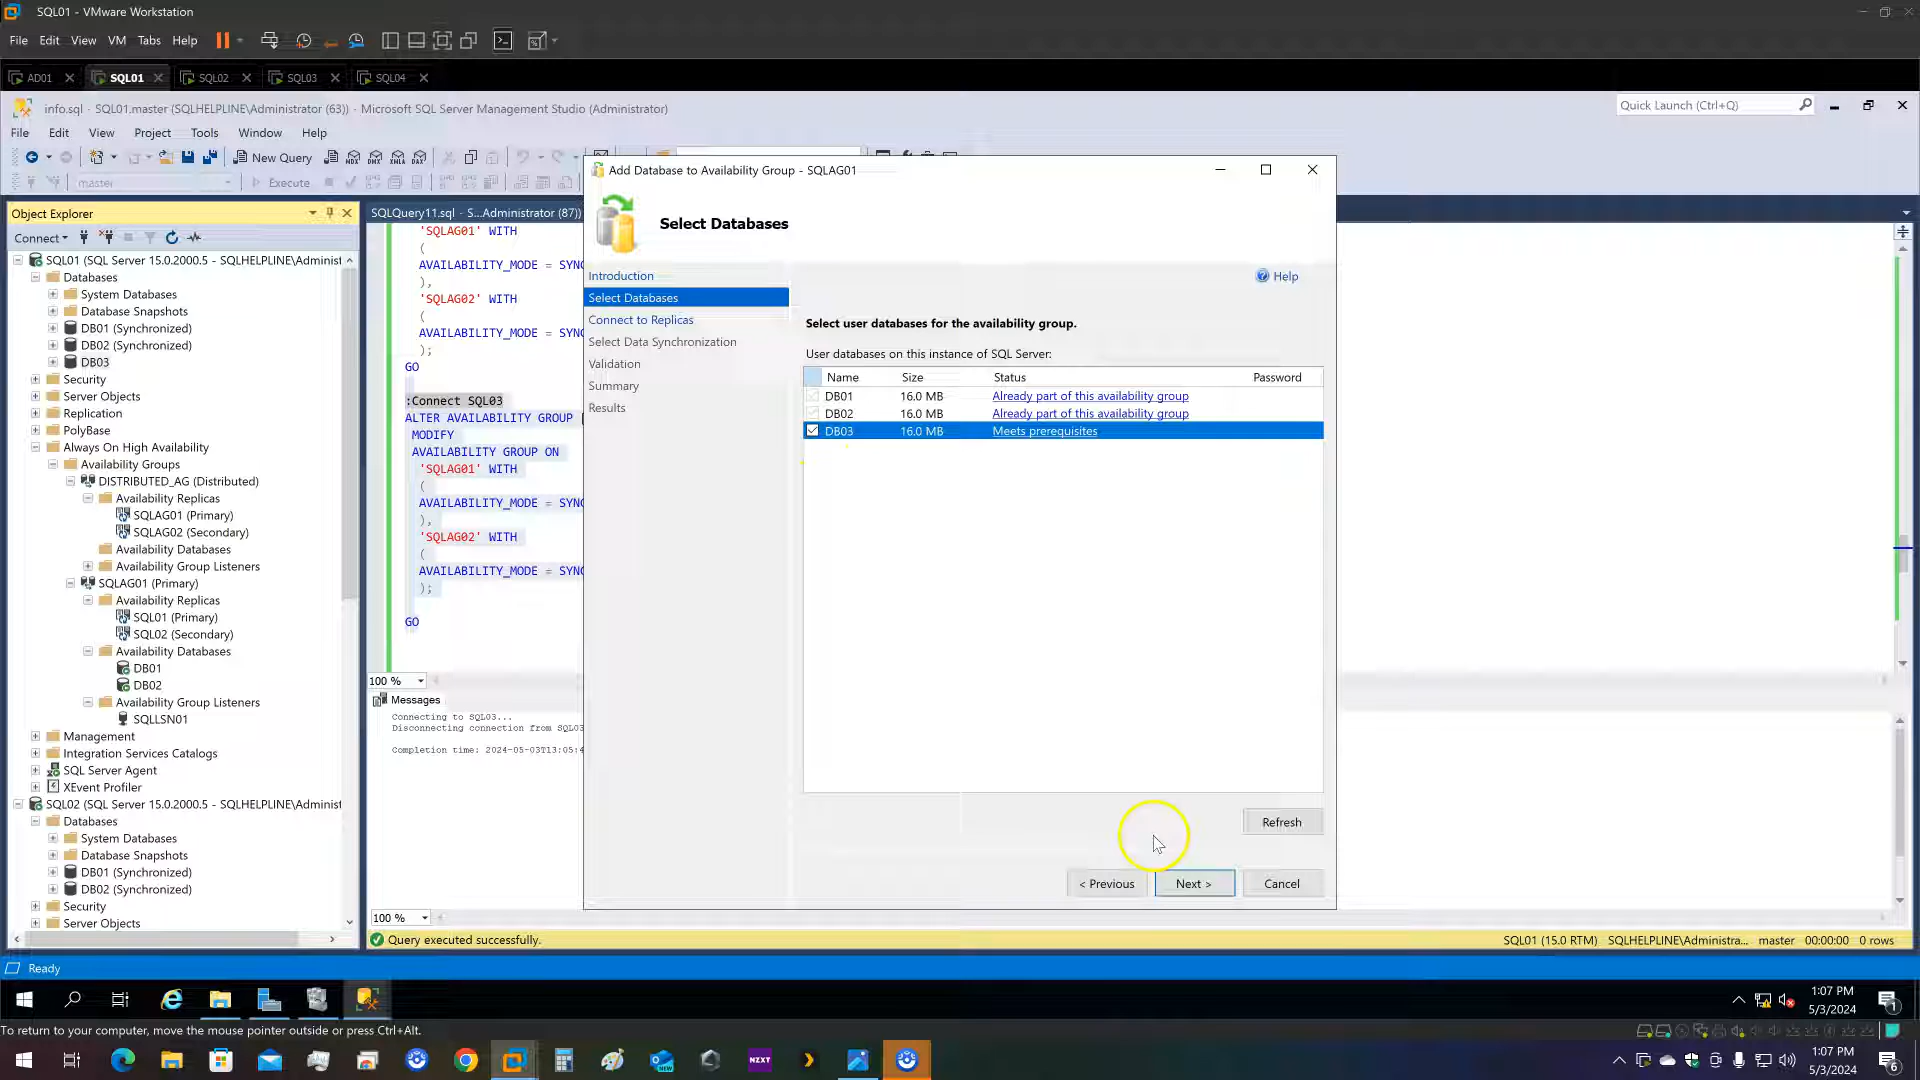 SQL01 - VMware Workstation
File Edit View VM Tabs Help
AD01 SQL01 SQL02 SQL03 SQL04
info.sql - SQL01.master (SQLHELPLINE\Administrator (63)) - Microsoft SQL Server Management Studio (Administrator)
Quick Launch (Ctrl+Q)
File Edit View Project Tools Window Help
New Query
master
Execute
Object Explorer
Connect
SQL01 (SQL Server 15.0.2000.5 - SQLHELPLINE\Administ
Databases
System Databases
Database Snapshots
DB01 (Synchronized)
DB02 (Synchronized)
DB03
Security
Server Objects
Replication
PolyBase
Always On High Availability
Availability Groups
DISTRIBUTED_AG (Distributed)
Availability Replicas
SQLAG01 (Primary)
SQLAG02 (Secondary)
Availability Databases
Availability Group Listeners
SQLAG01 (Primary)
Availability Replicas
SQL01 (Primary)
SQL02 (Secondary)
Availability Databases
DB01
DB02
Availability Group Listeners
SQLLSN01
Management
Integration Services Catalogs
SQL Server Agent
XEvent Profiler
SQL02 (SQL Server 15.0.2000.5 - SQLHELPLINE\Administ
Databases
System Databases
Database Snapshots
DB01 (Synchronized)
DB02 (Synchronized)
Security
Server Objects
SQLQuery11.sql - S...Administrator (87))
'SQLAG01' WITH
(
AVAILABILITY_MODE = SYNC
),
'SQLAG02' WITH
(
AVAILABILITY_MODE = SYNC
);
GO
:Connect SQL03
ALTER AVAILABILITY GROUP [
MODIFY
AVAILABILITY GROUP ON
'SQLAG01' WITH
(
AVAILABILITY_MODE = SYNC
),
'SQLAG02' WITH
(
AVAILABILITY_MODE = SYNC
);
GO
100 %
Messages
Connecting to SQL03...
Disconnecting connection from SQL03
Completion time: 2024-05-03T13:05:4
100 %
Query executed successfully.
SQL01 (15.0 RTM) SQLHELPLINE\Administra... master 00:00:00 0 rows
Add Database to Availability Group - SQLAG01
Select Databases
Introduction
Select Databases
Connect to Replicas
Select Data Synchronization
Validation
Summary
Results
Help
Select user databases for the availability group.
User databases on this instance of SQL Server:
Name Size Status Password
DB01 16.0 MB Already part of this availability group
DB02 16.0 MB Already part of this availability group
DB03 16.0 MB Meets prerequisites
Refresh
< Previous Next > Cancel
Ready
1:07 PM
5/3/2024
1
To return to your computer, move the mouse pointer outside or press Ctrl+Alt.
NZXT
NEW
1:07 PM
5/3/2024
6